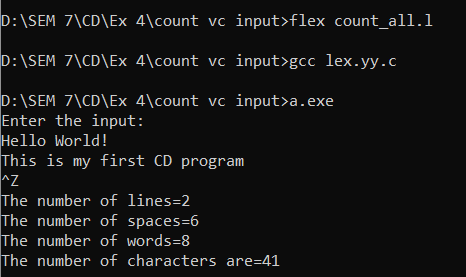 D:\SEM 7\CD\Ex 4\count vc input>flex count_all.l
D:\SEM 7\CD\Ex 4\count vc input>gcc lex.yy.c
D:\SEM 7\CD\Ex 4\count vc input>a.exe
Enter the input:
Hello World!
This is my first CD program
^Z
The number of lines=2
The number of spaces=6
The number of words=8
The number of characters are=41